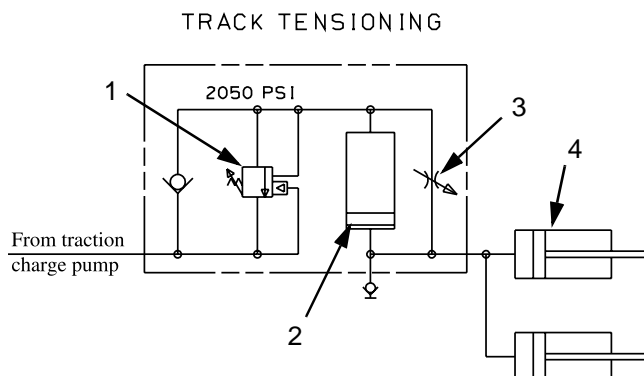 TRACK TENSIONING
2050 PSI
1
3
4
From traction
charge pump
2